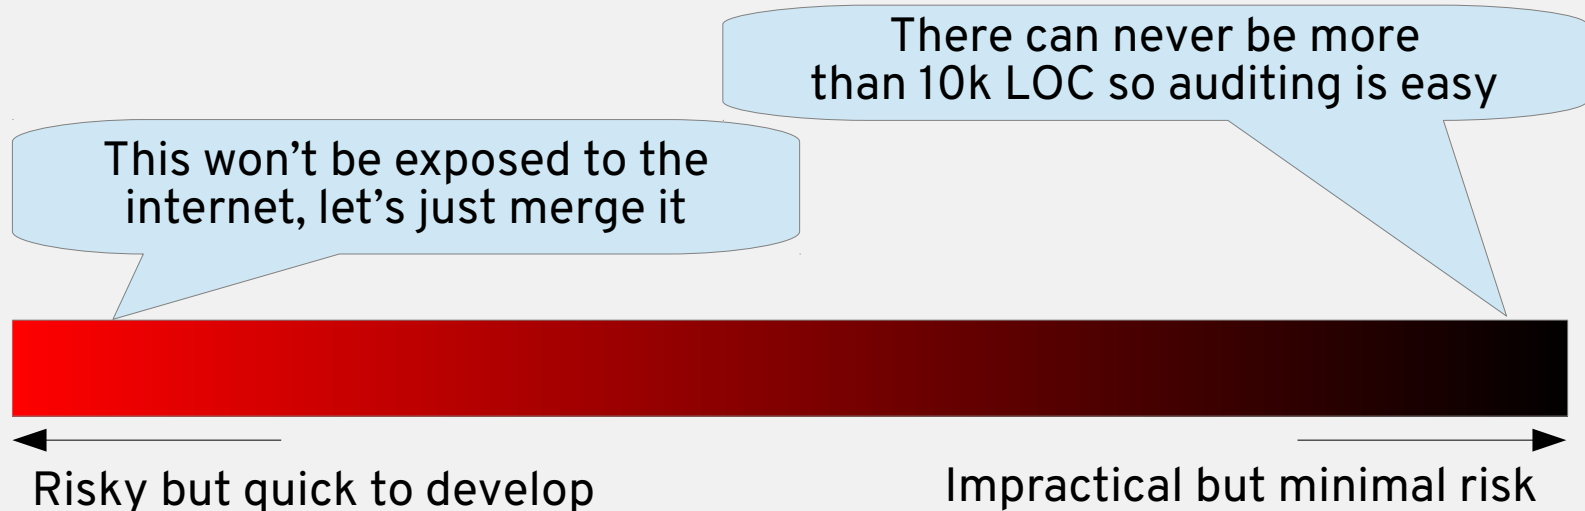 There can never be more
than 10k LOC so auditing is easy
This won’t be exposed to the
internet, let’s just merge it
Risky but quick to develop
Impractical but minimal risk